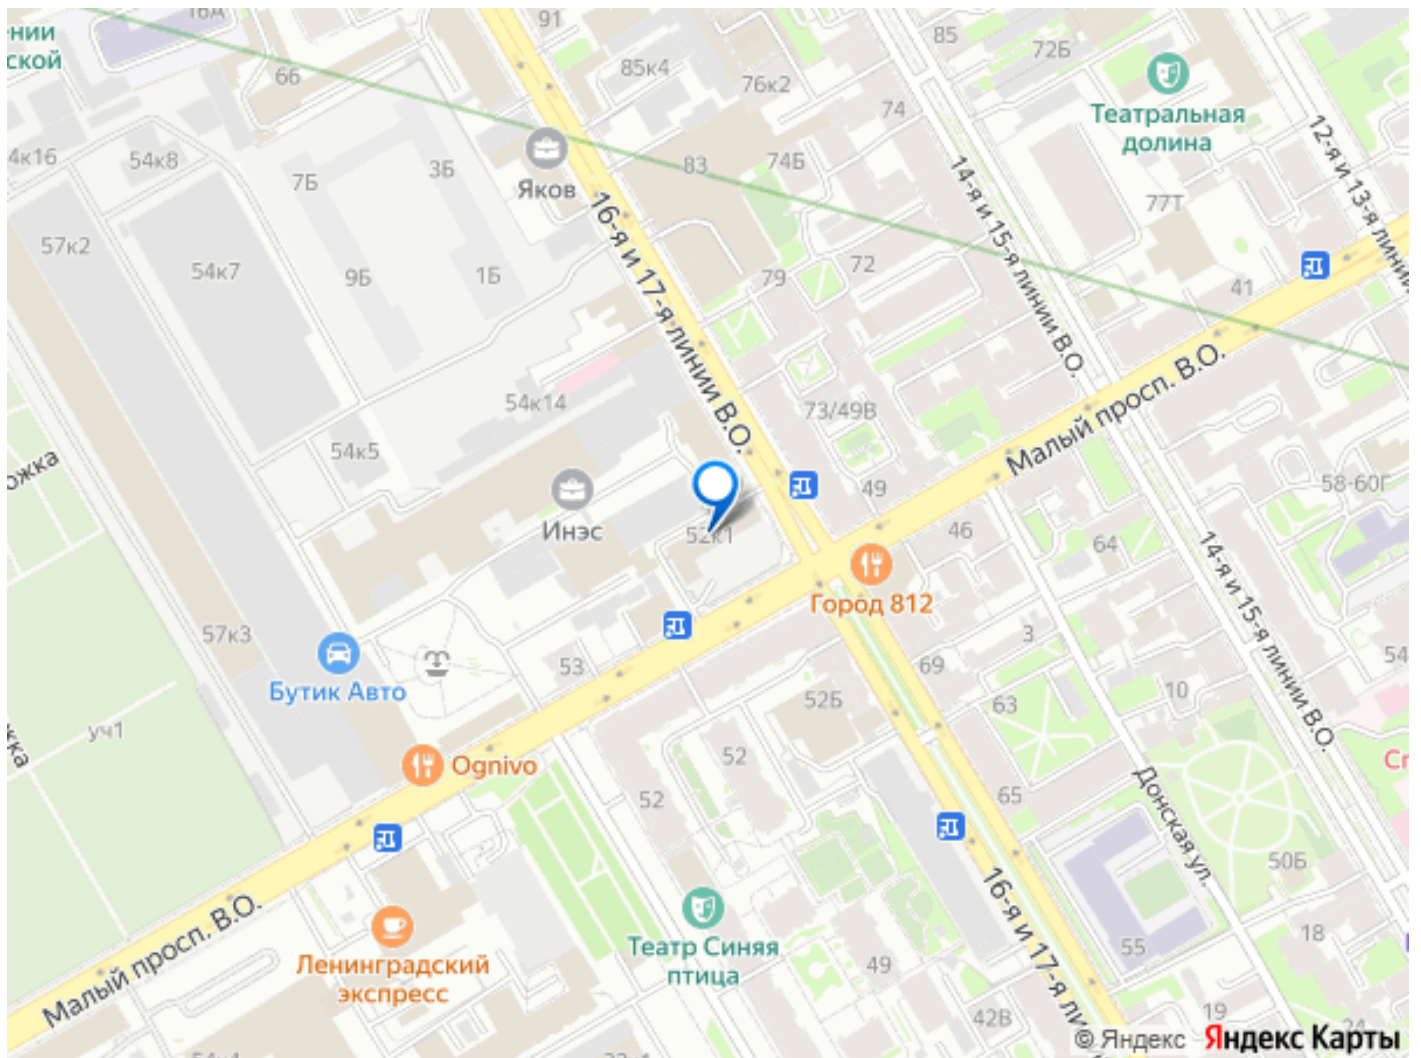 ении
ской
16А
91
66
85к4
76к2
85
72Б
74
Театральная
долина
4к16
54к8
7Б
3Б
Яков
83
74Б
14-я и 15-я линии В.О.
12-я и 13-я линии
77Т
57к2
54к7
9Б
1Б
16-я и 17-я линии В.О.
79
72
41
Малый просп. В.О.
54к14
73/49В
54к5
ожка
49
58-60Г
Инэс
52к1
46
64
14-я и 15-я линии В.О.
Город 812
57к3
53
3
69
54
Бутик Авто
52Б
63
10
уч1
жка
Ognivo
52
52
65
Донская ул.
50Б
Малый просп. В.О.
Ленинградский
экспресс
Театр Синяя
птица
49
16-я и 17-я ли
55
18
42В
19
24
© Яндекс Яндекс Карты